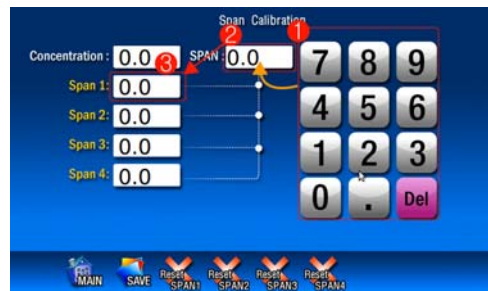 Span Calibration
1
2
Concentration : 0.0 3 SPAN : 0.0
Span 1: 0.0
Span 2: 0.0
Span 3: 0.0
Span 4: 0.0
7 8 9
4 5 6
1 2 3
0 . Del
MAIN SAVE Reset SPAN1 Reset SPAN2 Reset SPAN3 Reset SPAN4